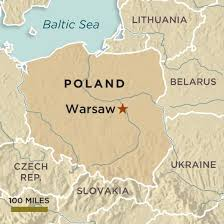 Baltic Sea
LITHUANIA
POLAND
BELARUS
Warsaw
CZECH
REP.
UKRAINE
SLOVAKIA
100 MILES